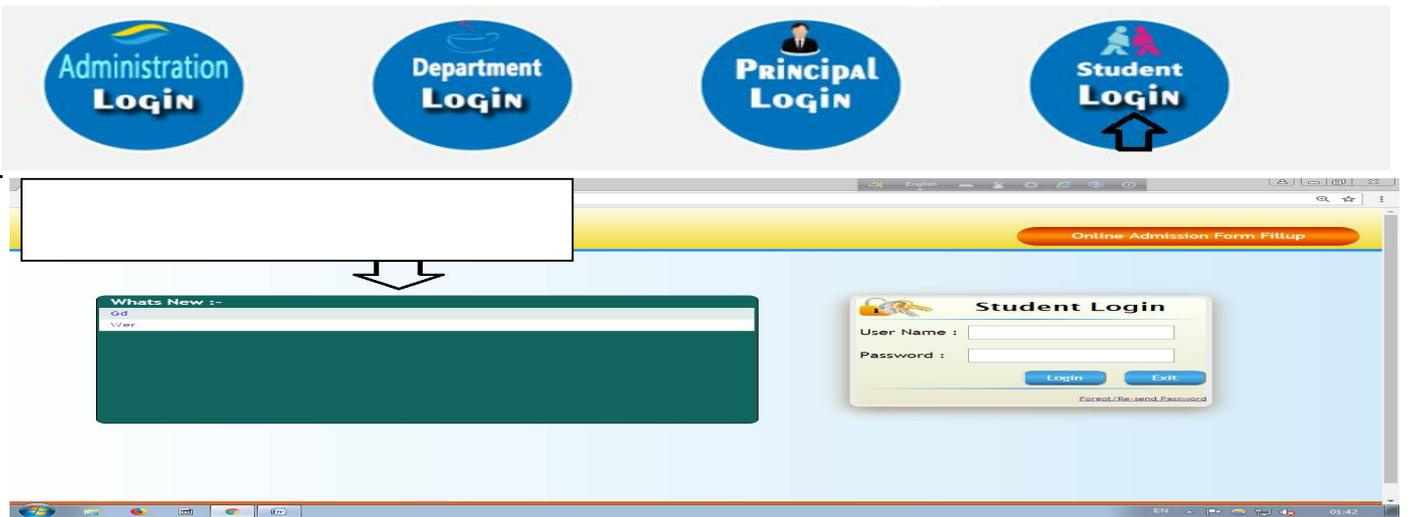 Administration
Login
Department
Login
Principal
Login
Student
Login
English
Online Admission Form Fillup
Whats New :-
Gd
Wer
Student Login
User Name :
Password :
Login
Exit
Forgot/Re-send Password
EN
01:42